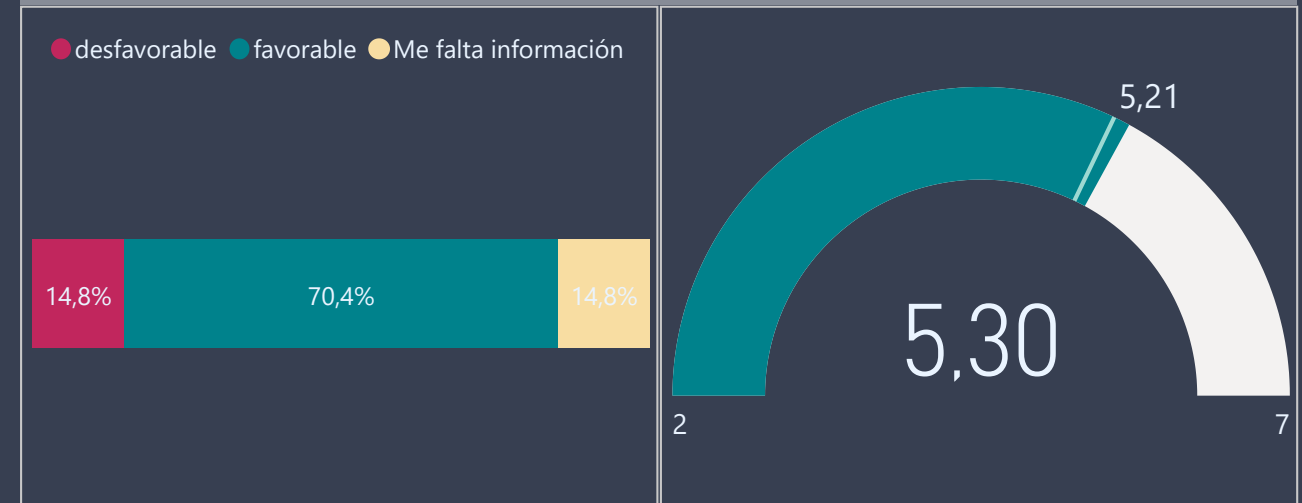 desfavorable favorable Me falta información
14,8% 70,4% 14,8%
5,21
5,30
2 7